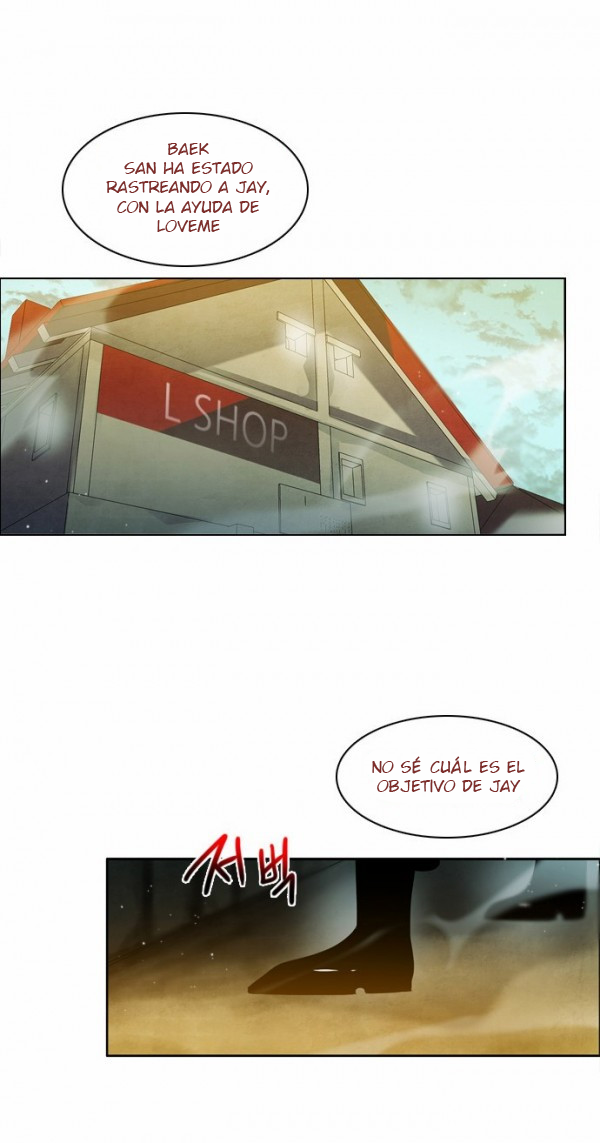 BAEK
SAN HA ESTADO
RASTREANDO A JAY,
CON LA AYUDA DE
LOVEME
L SHOP
NO SÉ CUÁL ES EL
OBJETIVO DE JAY
저벅